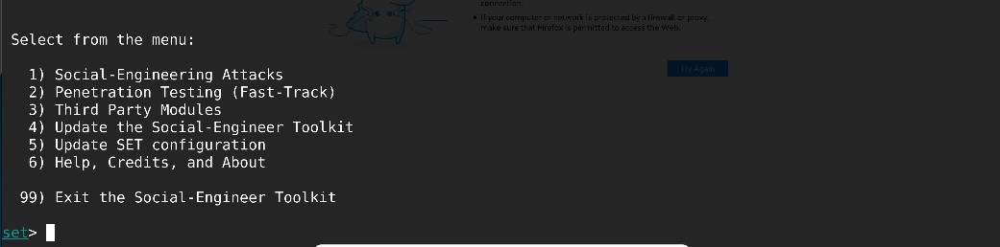 connection.
If your computer or network is protected by a firewall or proxy,
make sure that Firefox is permitted to access the Web.
Try Again
Select from the menu:
1) Social-Engineering Attacks
2) Penetration Testing (Fast-Track)
3) Third Party Modules
4) Update the Social-Engineer Toolkit
5) Update SET configuration
6) Help, Credits, and About
99) Exit the Social-Engineer Toolkit
set>